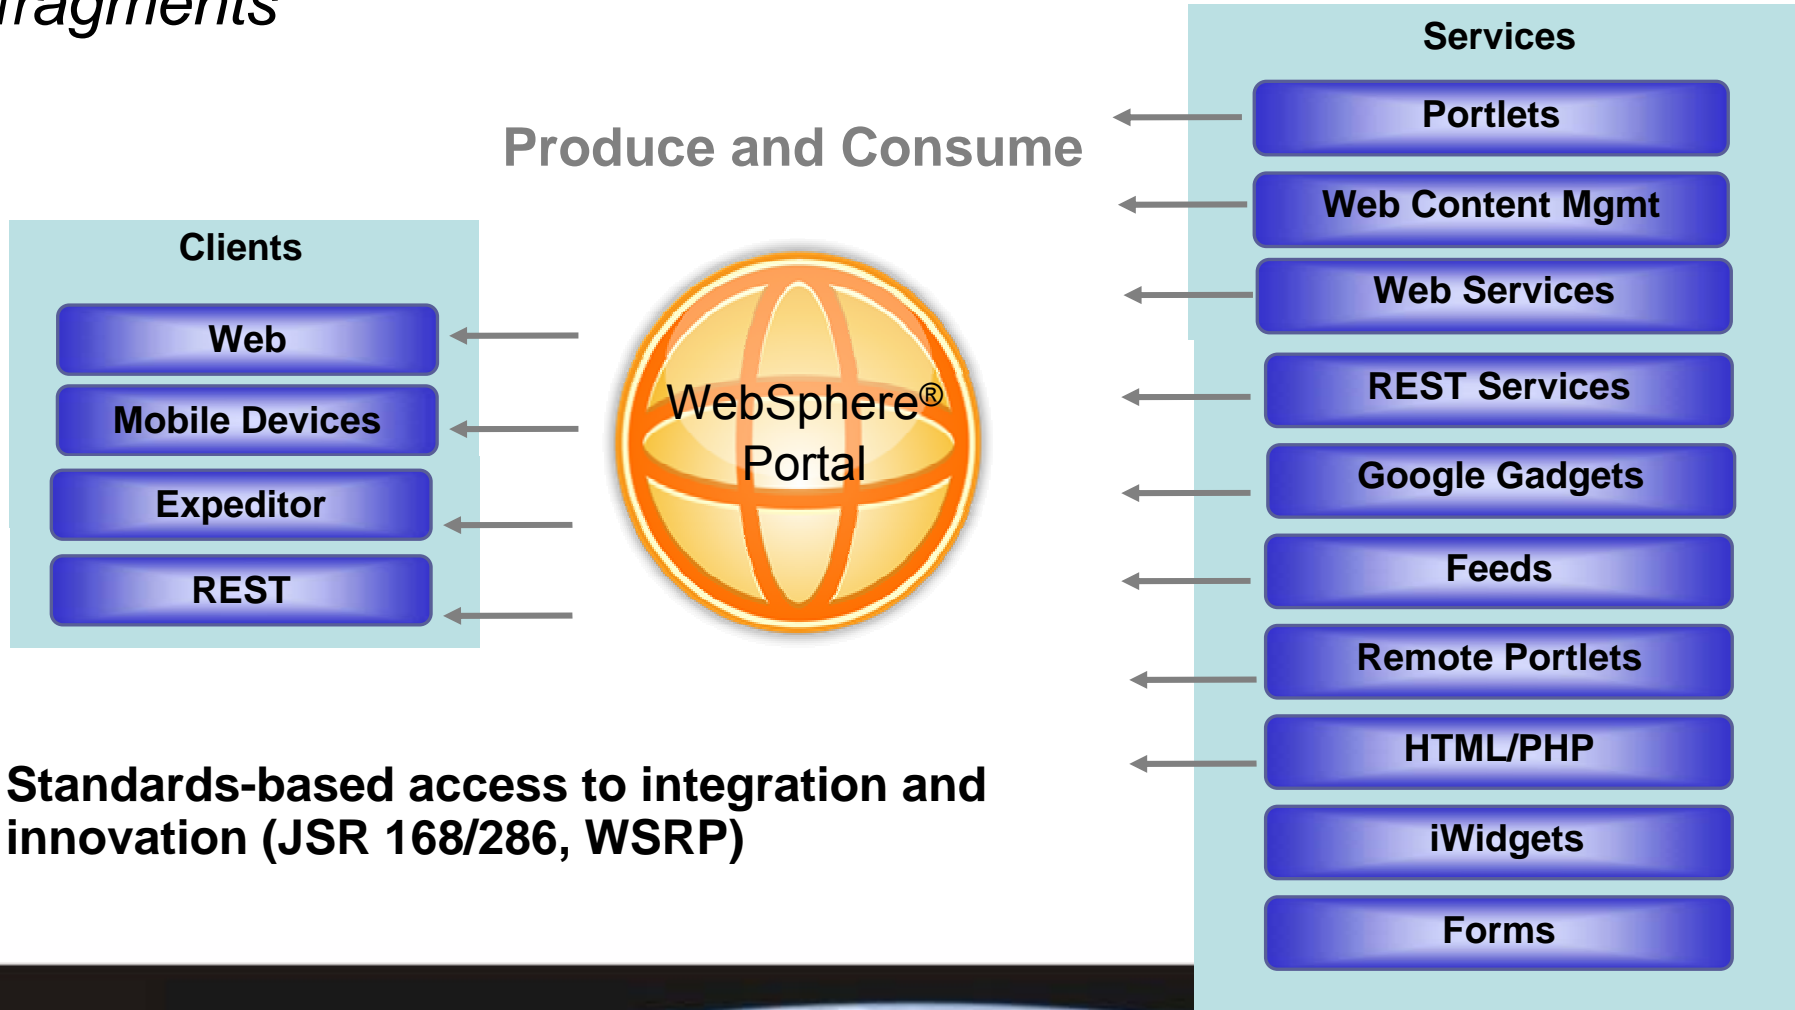 fragments
Produce and Consume
Clients
Web
Mobile Devices
Expeditor
REST
WebSphere®
Portal
Services
Portlets
Web Content Mgmt
Web Services
REST Services
Google Gadgets
Feeds
Remote Portlets
HTML/PHP
iWidgets
Forms
Standards-based access to integration and
innovation (JSR 168/286, WSRP)